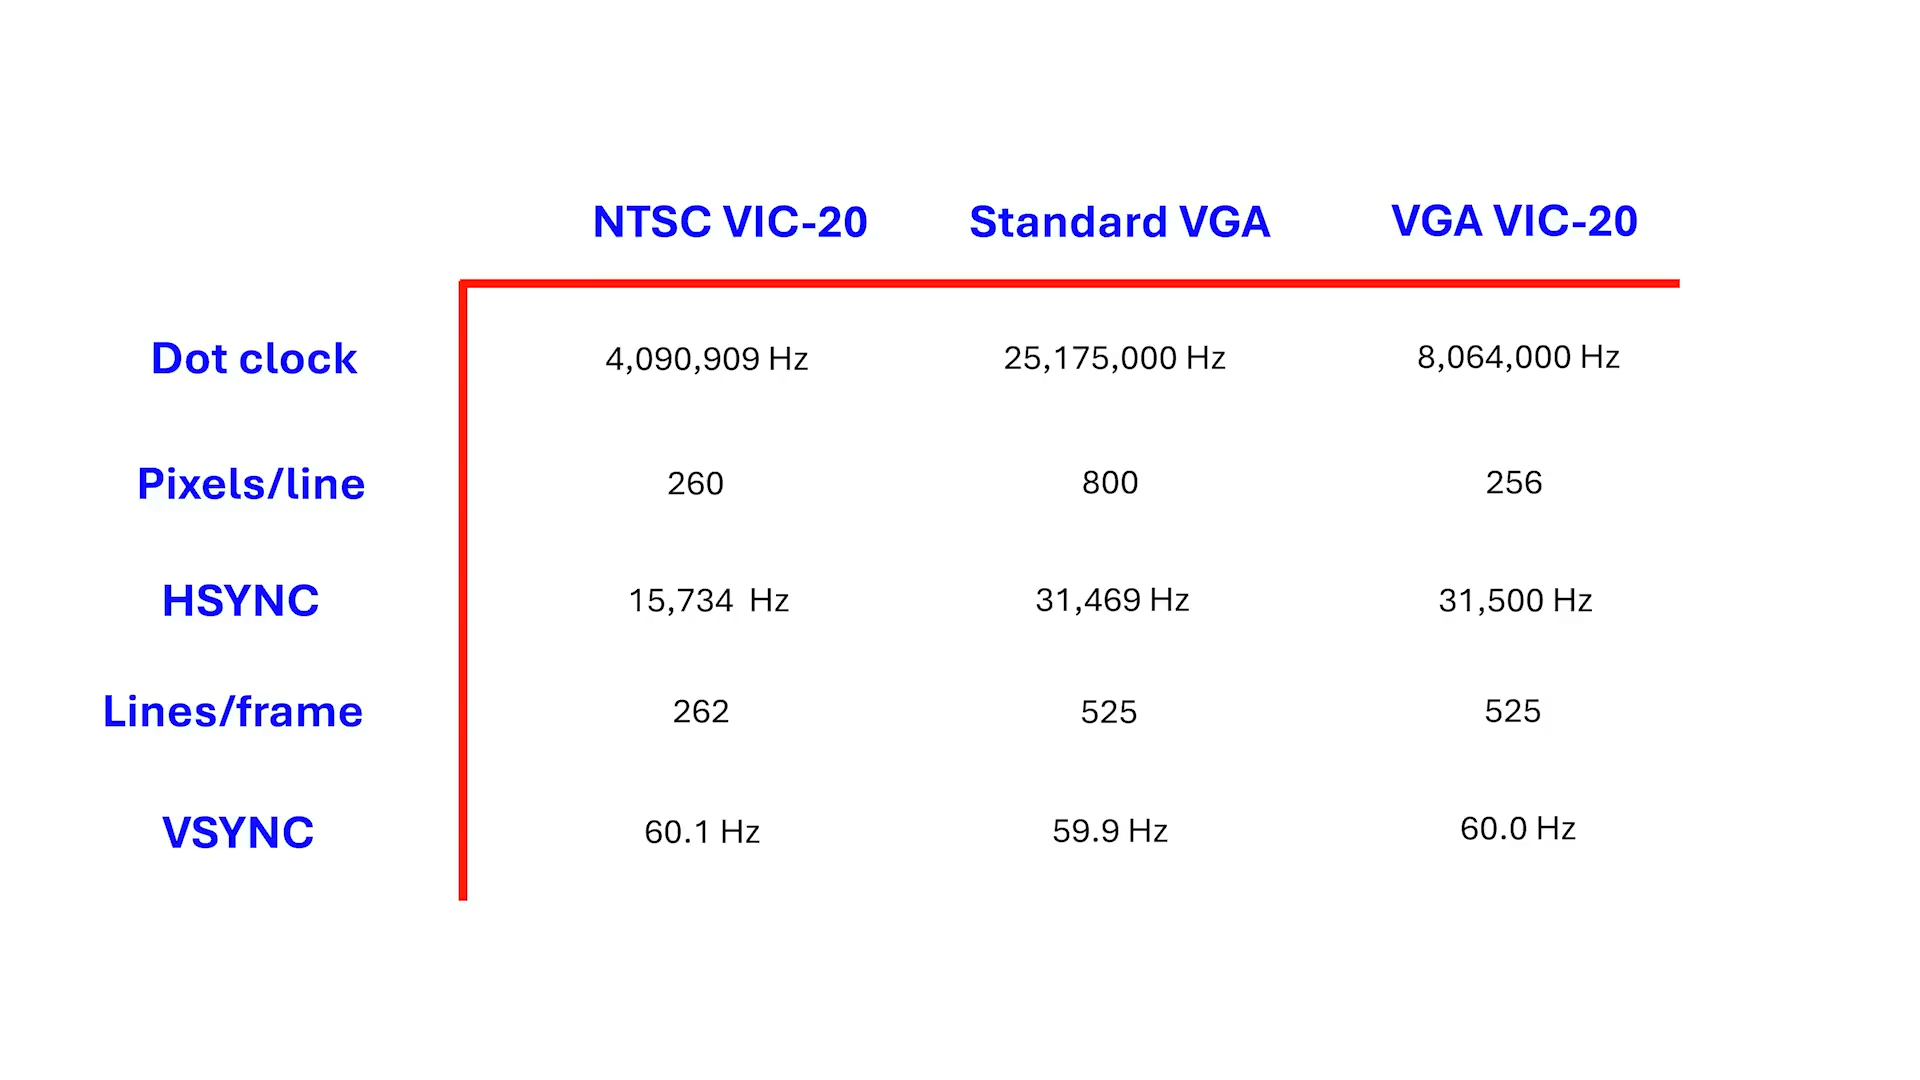 NTSC VIC-20 Standard VGA VGA VIC-20
Dot clock 4,090,909 Hz 25,175,000 Hz 8,064,000 Hz
Pixels/line 260 800 256
HSYNC 15,734 Hz 31,469 Hz 31,500 Hz
Lines/frame 262 525 525
VSYNC 60.1 Hz 59.9 Hz 60.0 Hz